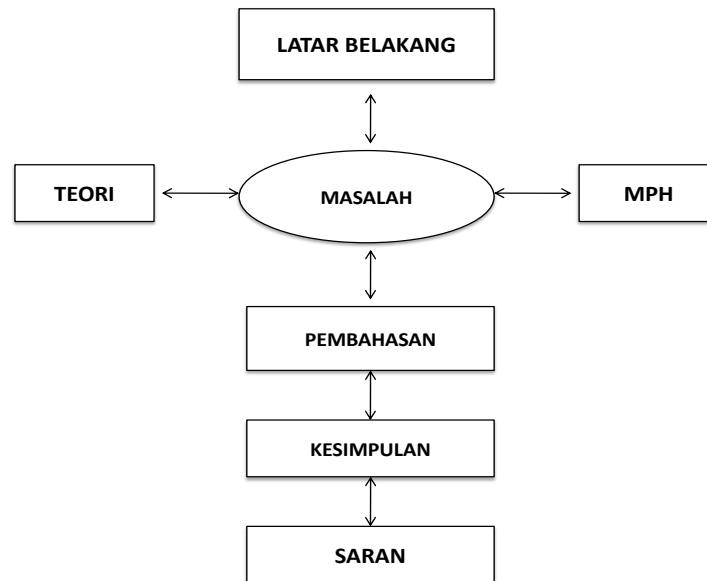 LATAR BELAKANG
TEORI
MASALAH
MPH
PEMBAHASAN
KESIMPULAN
SARAN